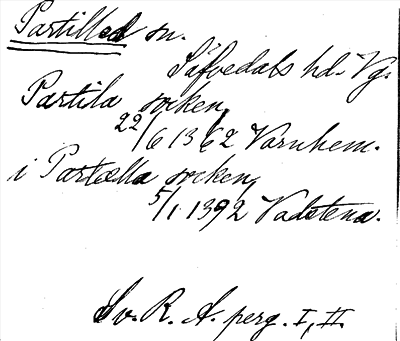 Partilled sn.
Säfvedals hd. Vg.
Partila socken
22/6 1362 Varnhem.
i Partælla socken
5/1 1392 Vadstena.
Sv. R. A. perg. I, II.